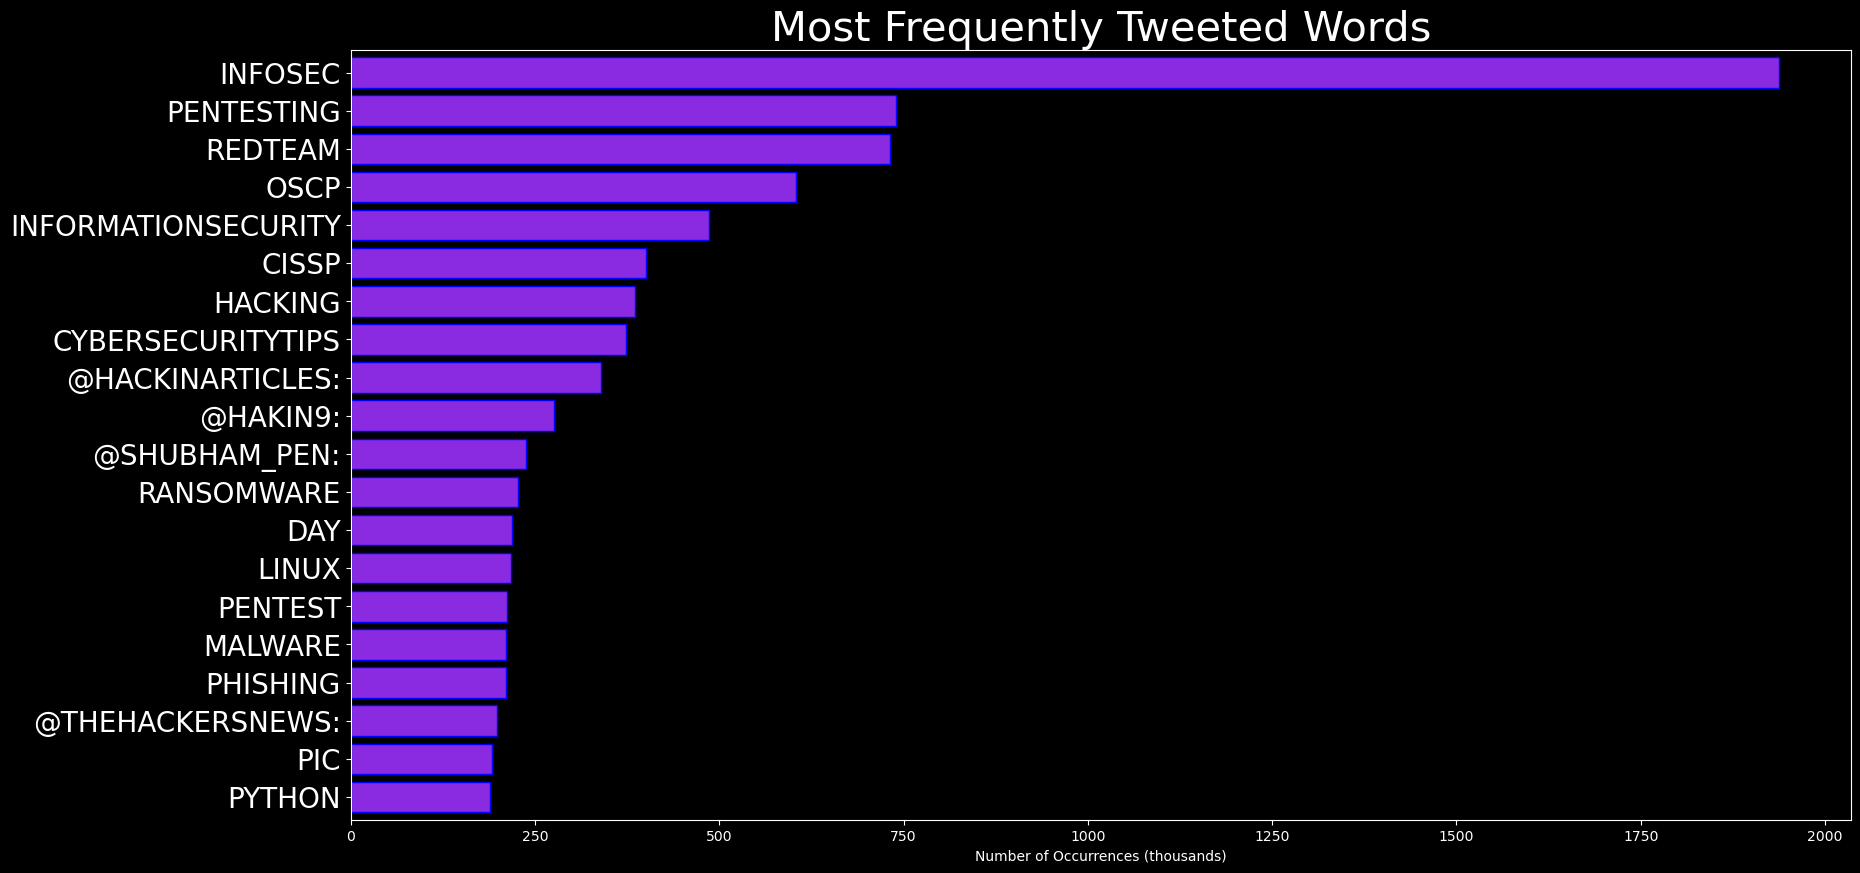 Most Frequently Tweeted Words
INFOSEC
PENTESTING
REDTEAM
OSCP
INFORMATIONSECURITY
CISSP
HACKING
CYBERSECURITYTIPS
@HACKINARTICLES:
@HAKIN9:
@SHUBHAM_PEN:
RANSOMWARE
DAY
LINUX
PENTEST
MALWARE
PHISHING
@THEHACKERSNEWS:
PIC
PYTHON
0 250 500 750 1000 1250 1500 1750 2000
Number of Occurrences (thousands)